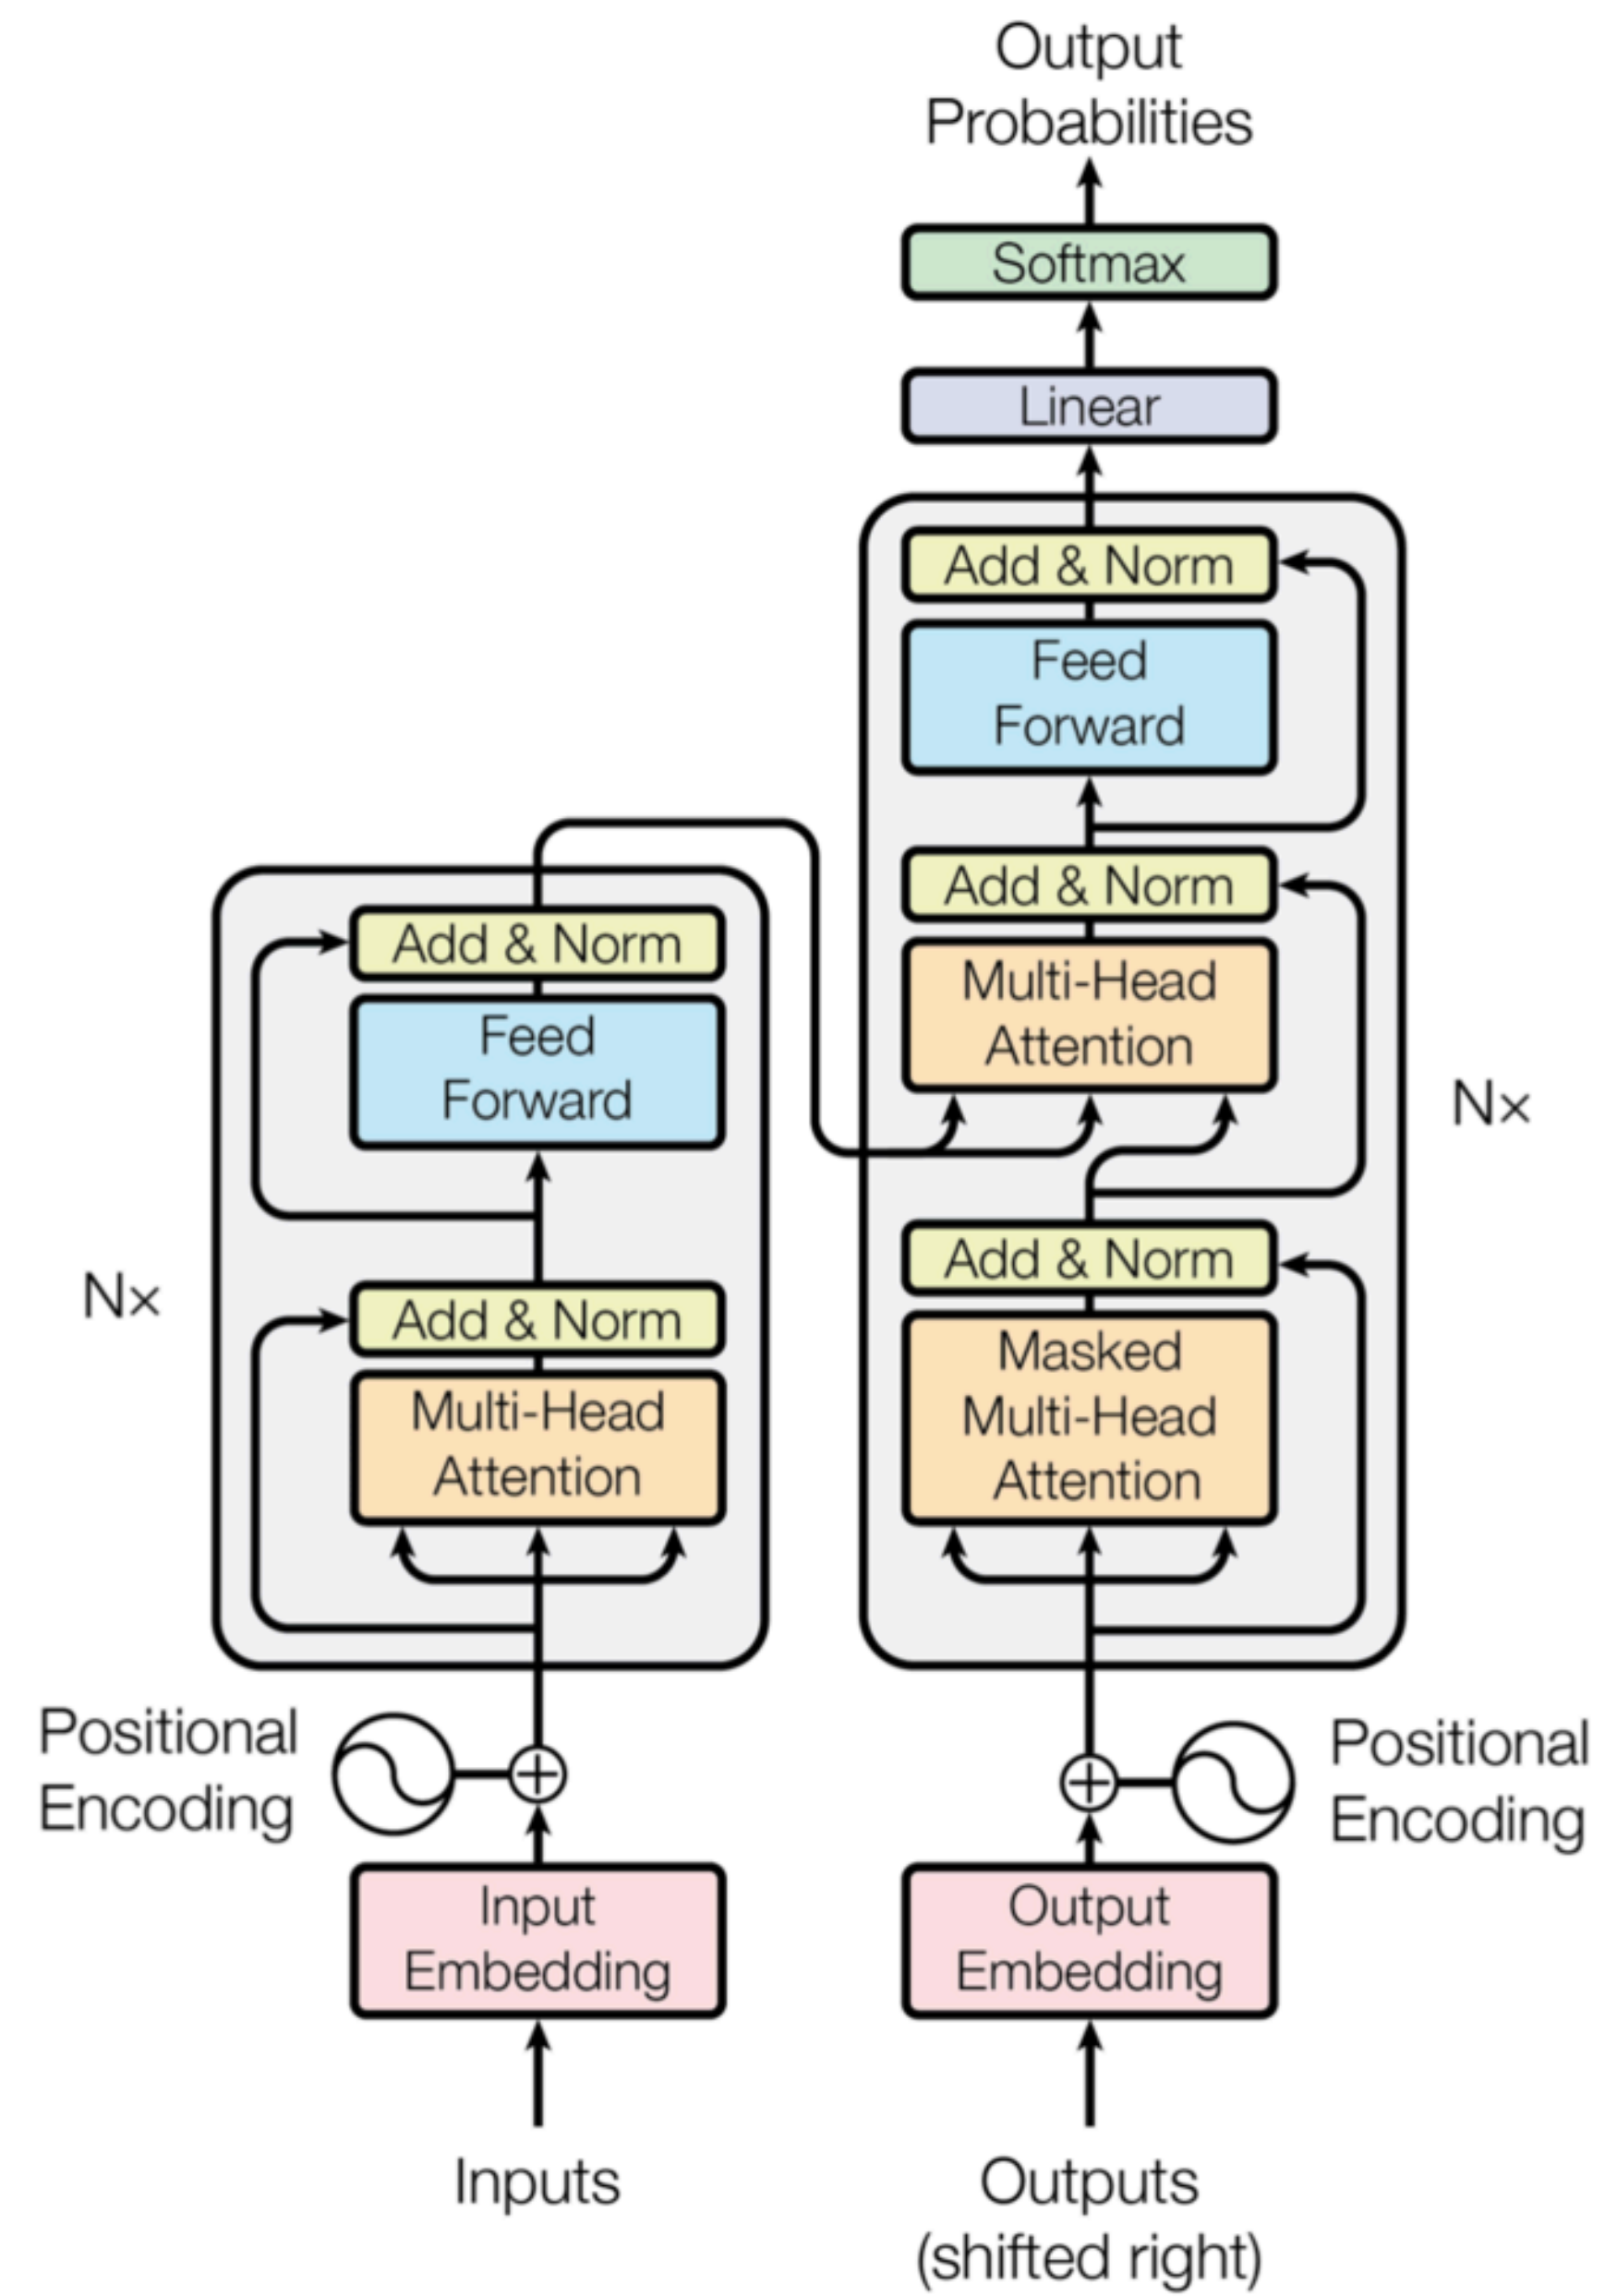 Output
Probabilities
Softmax
Linear
Add & Norm
Feed
Forward
Add & Norm
Multi-Head
Attention
Nx
Add & Norm
Masked
Multi-Head
Attention
Add & Norm
Feed
Forward
Nx
Add & Norm
Multi-Head
Attention
Positional
Encoding
Positional
Encoding
Input
Embedding
Output
Embedding
Inputs
Outputs
(shifted right)